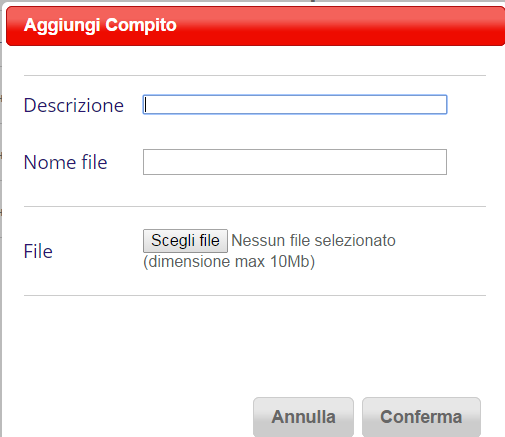 Aggiungi Compito
Descrizione
Nome file
File
Scegli file Nessun file selezionato
(dimensione max 10Mb)
Annulla
Conferma